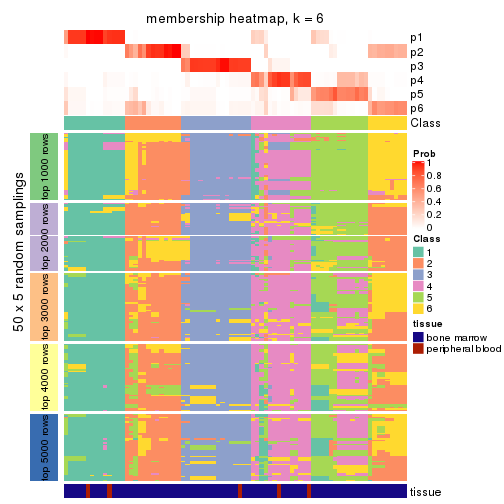 membership heatmap, k = 6
p1
p2
p3
p4
p5
p6
Class
50 x 5 random samplings
top 1000 rows
top 2000 rows
top 3000 rows
top 4000 rows
top 5000 rows
Prob
1
0.8
0.6
0.4
0.2
0
Class
1
2
3
4
5
6
tissue
bone marrow
peripheral blood
tissue